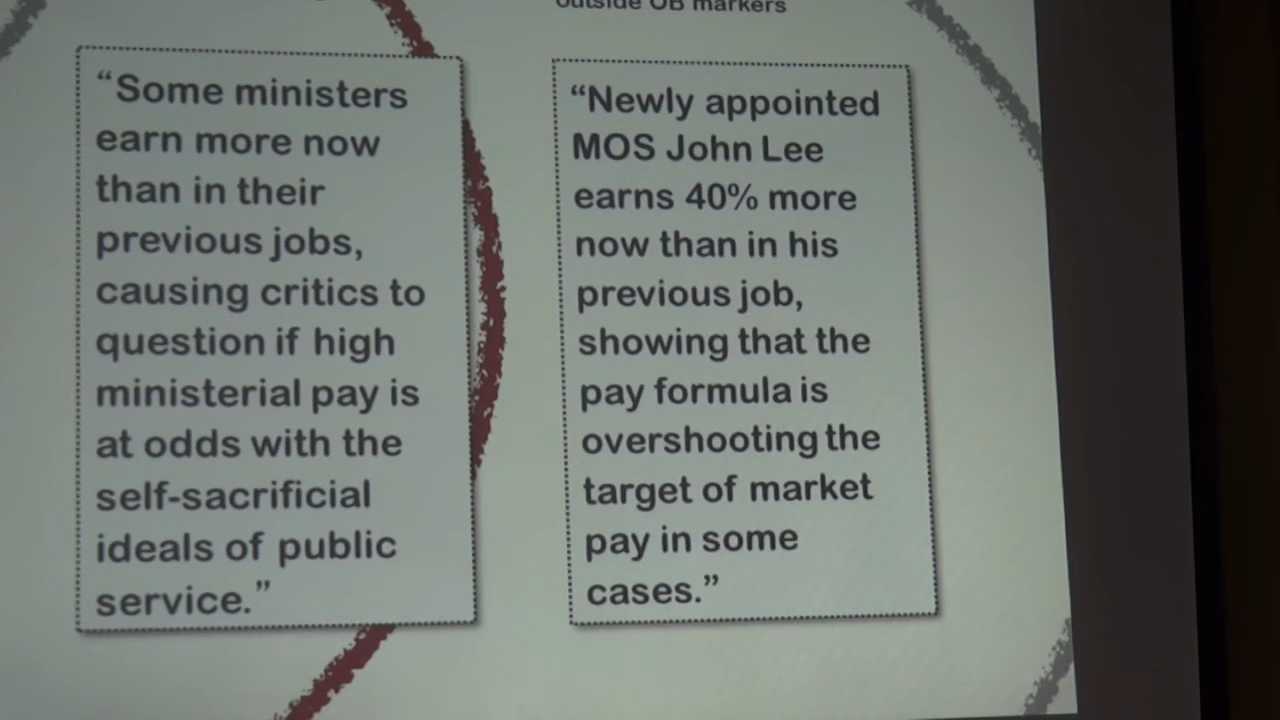 outside OB markers
“Some ministers
earn more now
than in their
previous jobs,
causing critics to
question if high
ministerial pay is
at odds with the
self-sacrificial
ideals of public
service.”
“Newly appointed
MOS John Lee
earns 40% more
now than in his
previous job,
showing that the
pay formula is
overshooting the
target of market
pay in some
cases.”